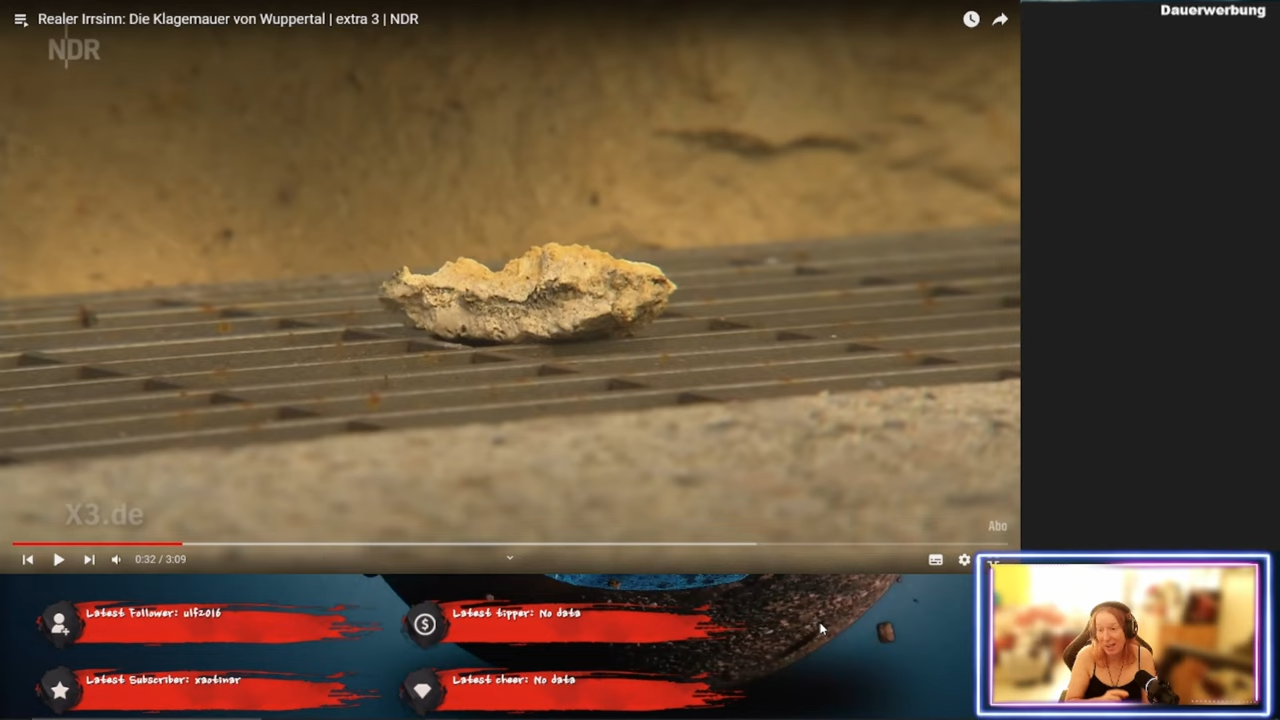 Realer Irrsinn: Die Klagemauer von Wuppertal | extra 3 | NDR
Dauerwerbung
NDR
X3.de
Abo
0:32 / 3:09
Latest Follower: ulf2016
Latest tipper: No data
Latest Subscriber: xaotinar
Latest cheer: No data